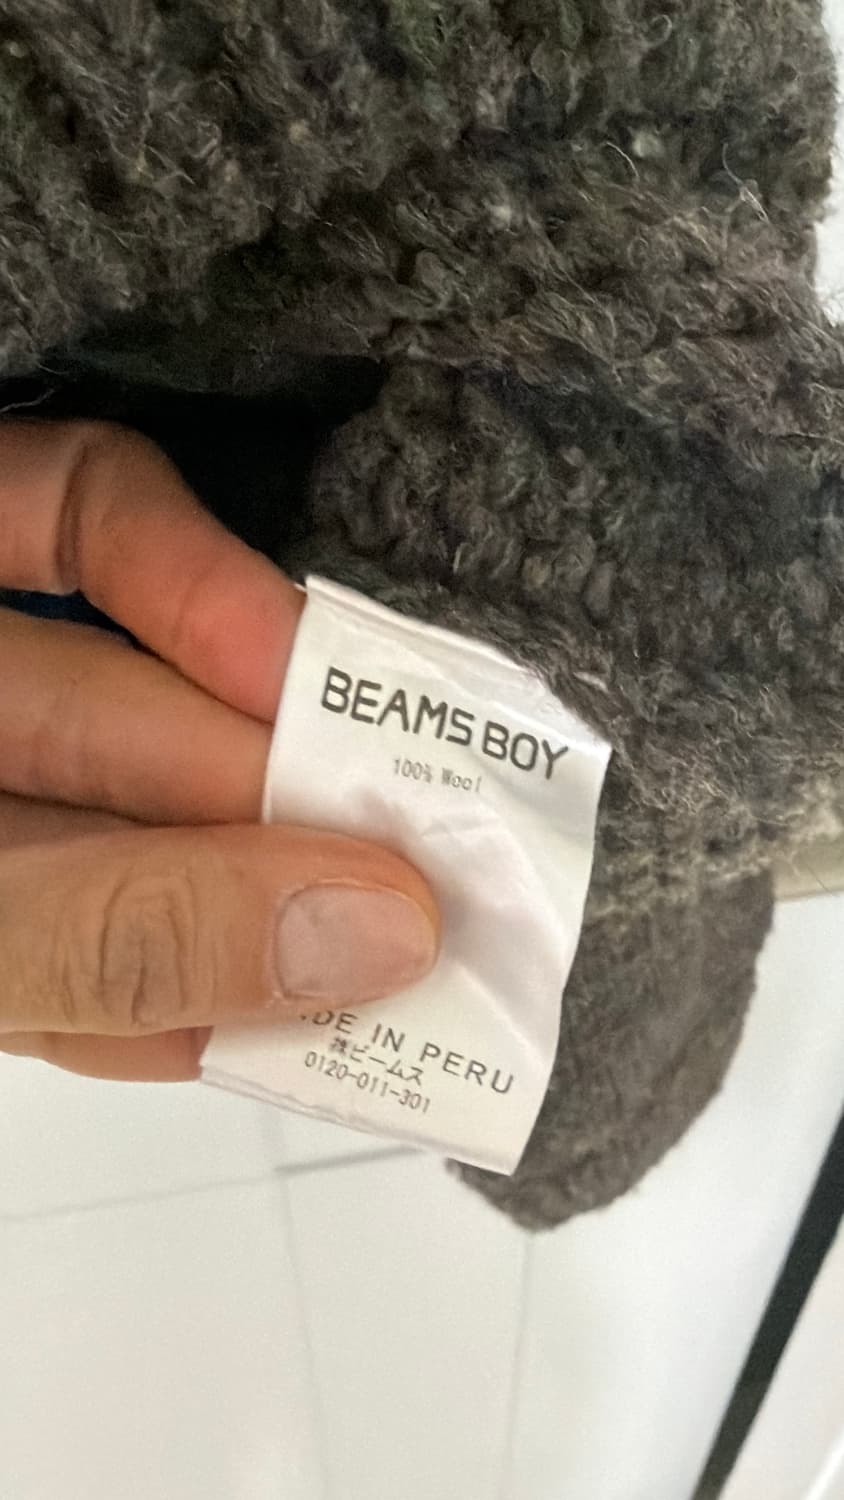 BEAMS BOY
100% Wool
DE IN PERU
㈱ビームス
0120-011-301